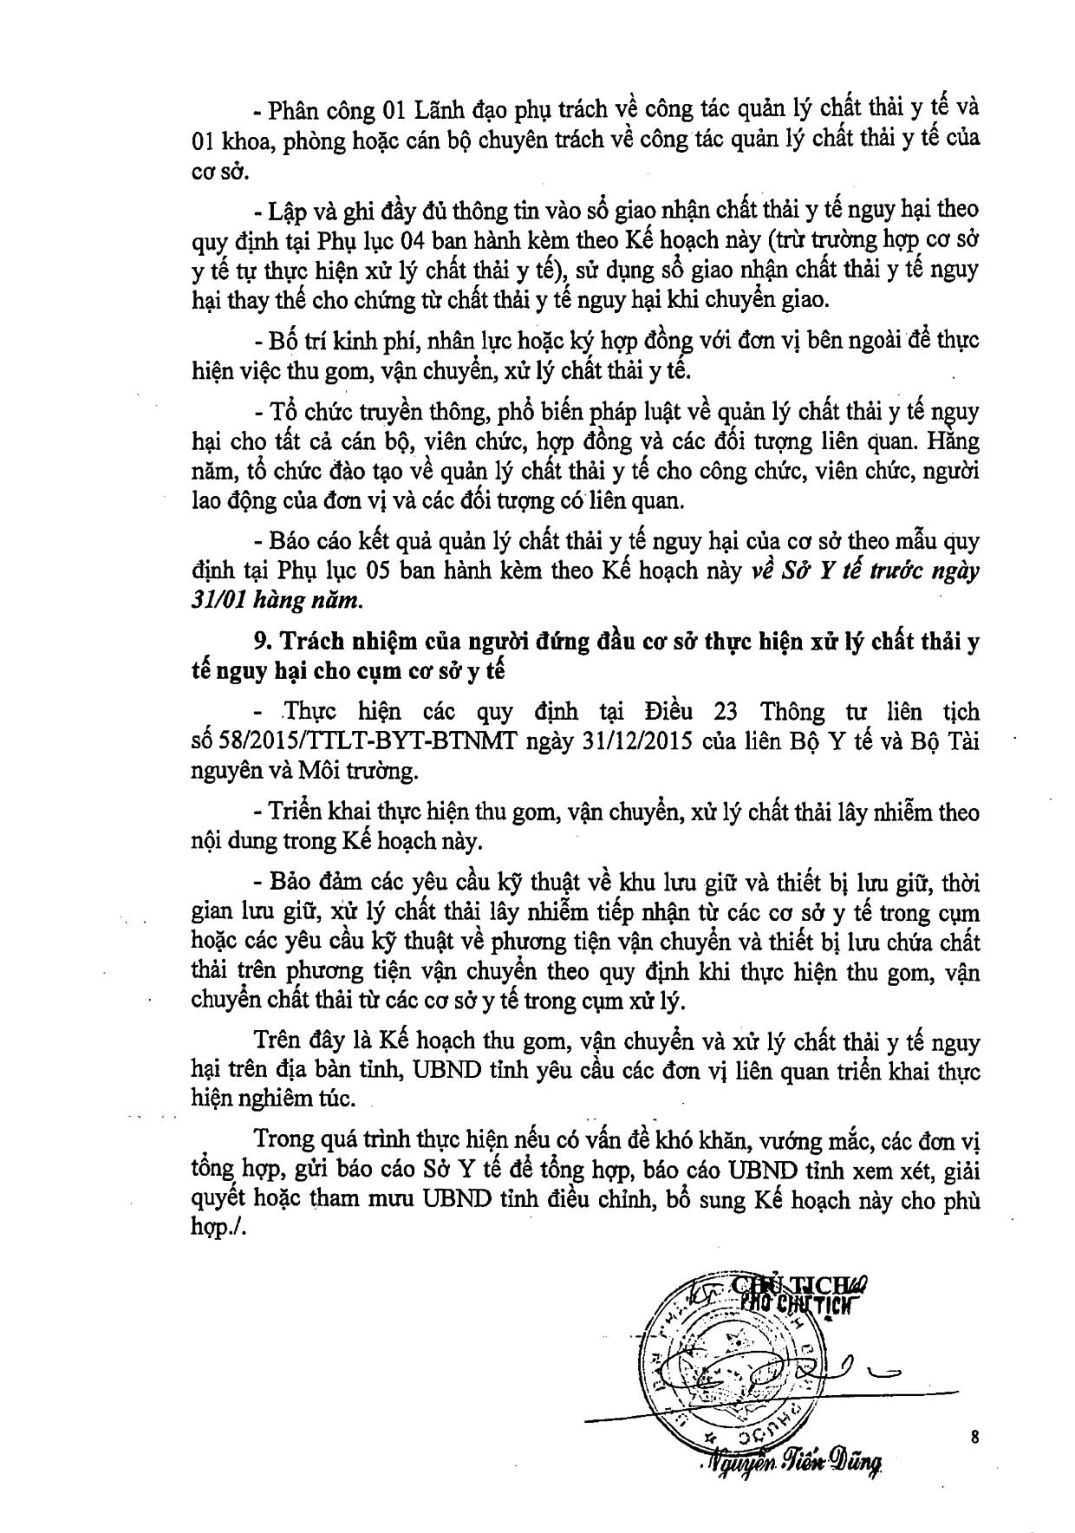 - Phân công 01 Lãnh đạo phụ trách về công tác quản lý chất thải y tế và
01 khoa, phòng hoặc cán bộ chuyên trách về công tác quản lý chất thải y tế của
cơ sở.
- Lập và ghi đầy đủ thông tin vào sổ giao nhận chất thải y tế nguy hại theo
quy định tại Phụ lục 04 ban hành kèm theo Kế hoạch này (trừ trường hợp cơ sở
y tế tự thực hiện xử lý chất thải y tế), sử dụng sổ giao nhận chất thải y tế nguy
hại thay thế cho chứng từ chất thải y tế nguy hại khi chuyển giao.
- Bố trí kinh phí, nhân lực hoặc ký hợp đồng với đơn vị bên ngoài để thực
hiện việc thu gom, vận chuyển, xử lý chất thải y tế.
- Tổ chức truyền thông, phổ biến pháp luật về quản lý chất thải y tế nguy
hại cho tất cả cán bộ, viên chức, hợp đồng và các đối tượng liên quan. Hằng
năm, tổ chức đào tạo về quản lý chất thải y tế cho công chức, viên chức, người
lao động của đơn vị và các đối tượng có liên quan.
- Báo cáo kết quả quản lý chất thải y tế nguy hại của cơ sở theo mẫu quy
định tại Phụ lục 05 ban hành kèm theo Kế hoạch này về Sở Y tế trước ngày
31/01 hàng năm.
9. Trách nhiệm của người đứng đầu cơ sở thực hiện xử lý chất thải y
tế nguy hại cho cụm cơ sở y tế
- Thực hiện các quy định tại Điều 23 Thông tư liên tịch
số 58/2015/TTLT-BYT-BTNMT ngày 31/12/2015 của liên Bộ Y tế và Bộ Tài
nguyên và Môi trường.
- Triển khai thực hiện thu gom, vận chuyển, xử lý chất thải lây nhiễm theo
nội dung trong Kế hoạch này.
- Bảo đảm các yêu cầu kỹ thuật về khu lưu giữ và thiết bị lưu giữ, thời
gian lưu giữ, xử lý chất thải lây nhiễm tiếp nhận từ các cơ sở y tế trong cụm
hoặc các yêu cầu kỹ thuật về phương tiện vận chuyển và thiết bị lưu chứa chất
thải trên phương tiện vận chuyển theo quy định khi thực hiện thu gom, vận
chuyển chất thải từ các cơ sở y tế trong cụm xử lý.
Trên đây là Kế hoạch thu gom, vận chuyển và xử lý chất thải y tế nguy
hại trên địa bàn tỉnh, UBND tỉnh yêu cầu các đơn vị liên quan triển khai thực
hiện nghiêm túc.
Trong quá trình thực hiện nếu có vấn đề khó khăn, vướng mắc, các đơn vị
tổng hợp, gửi báo cáo Sở Y tế để tổng hợp, báo cáo UBND tỉnh xem xét, giải
quyết hoặc tham mưu UBND tỉnh điều chỉnh, bổ sung Kế hoạch này cho phù
hợp./.
CHỦ TỊCH
PHÓ CHỦ TỊCH
Nguyễn Tiến Dũng
8